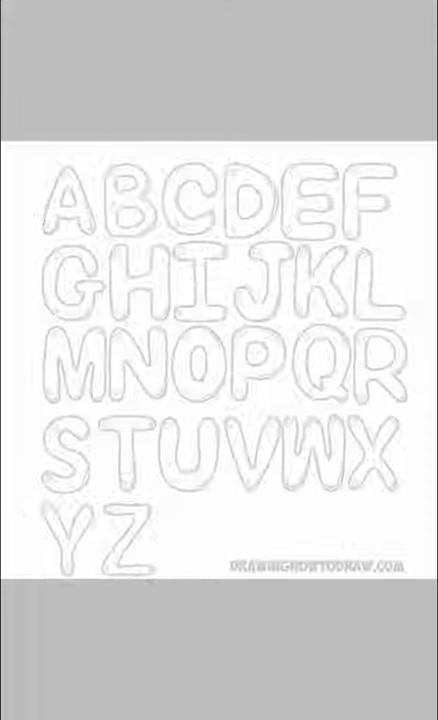 ABCDEF
GHIJKL
MNOPQR
STUVWX
YZ
DRAWINGHOWTODRAW.COM